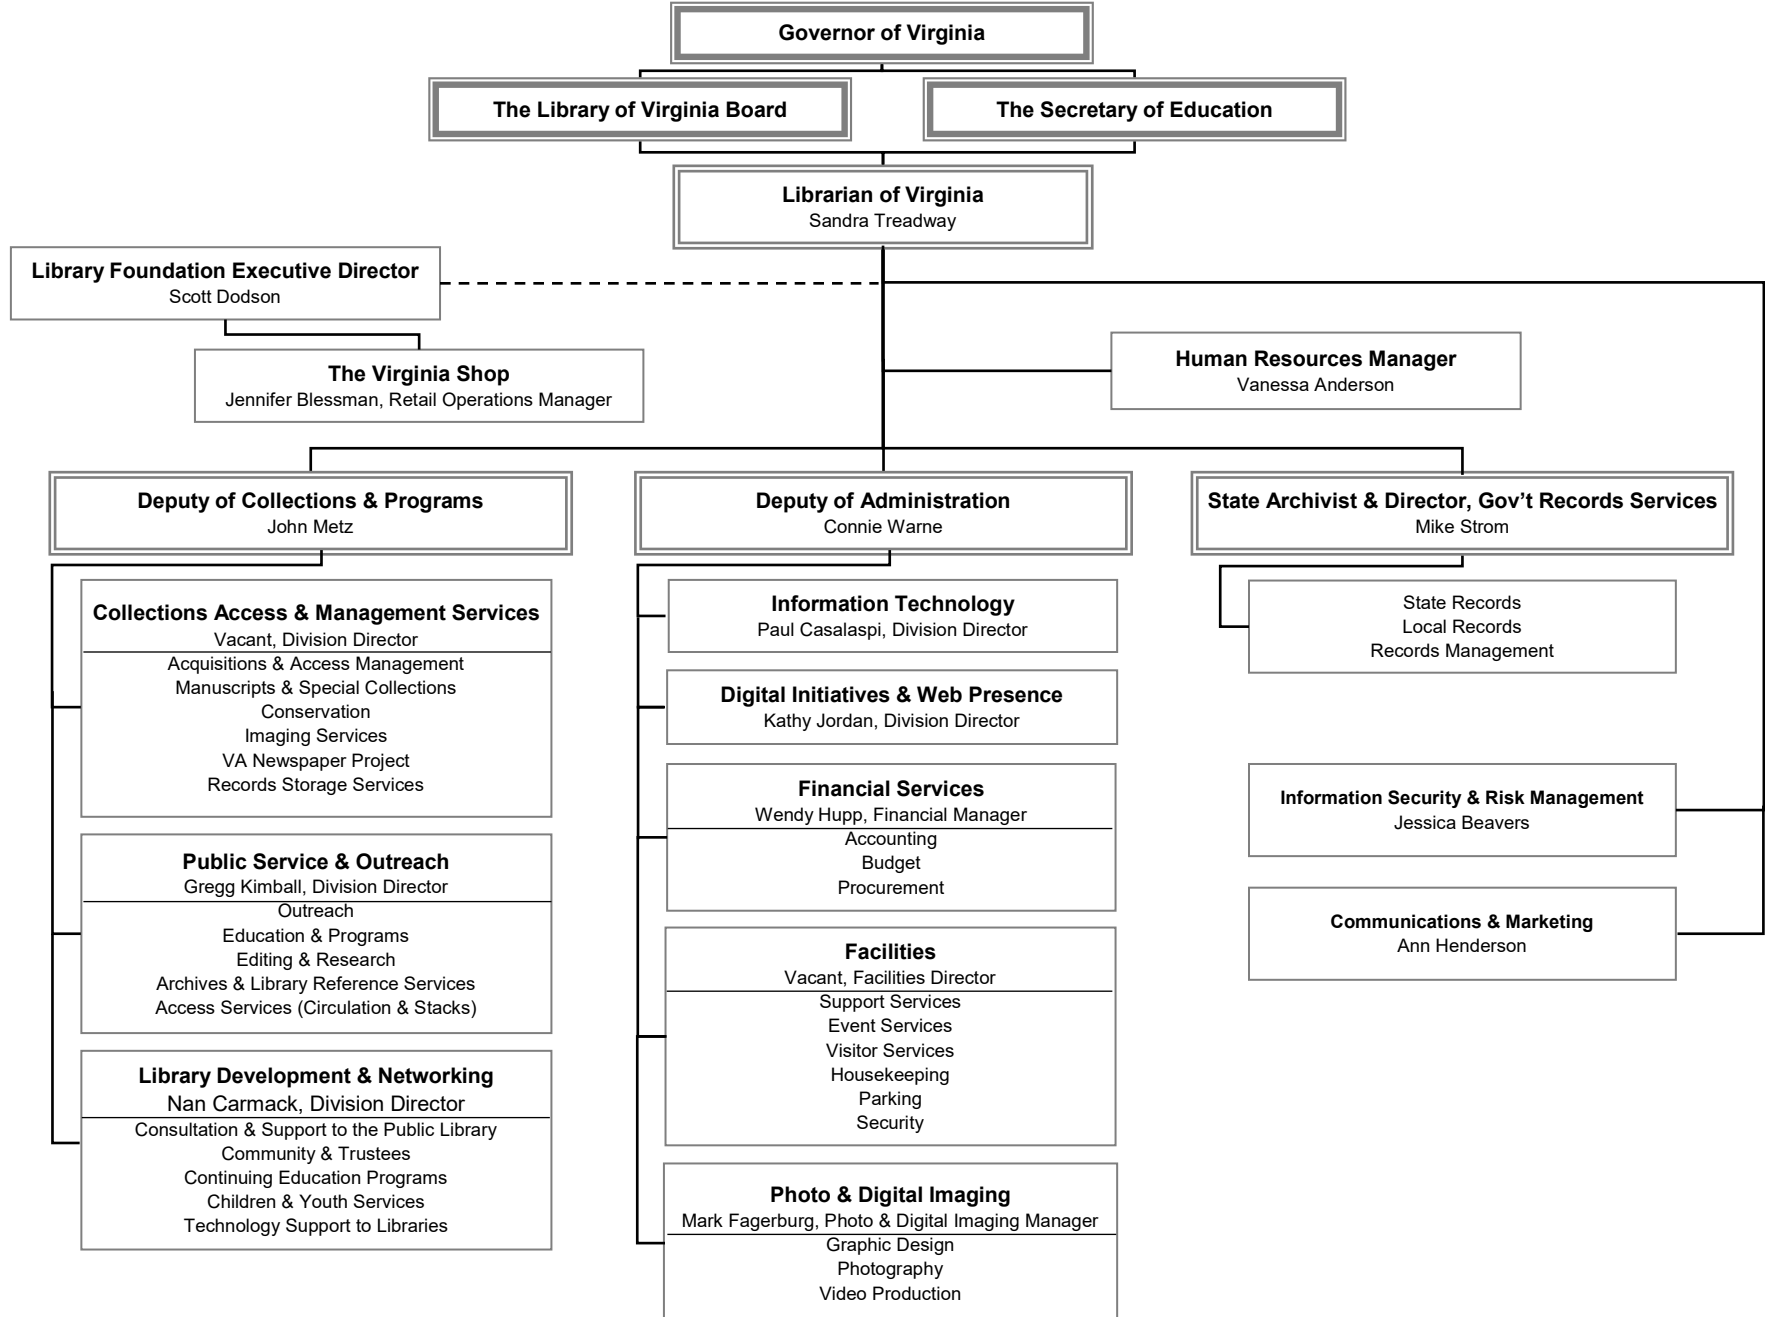 Governor of Virginia
The Library of Virginia Board
The Secretary of Education
Librarian of Virginia
Sandra Treadway
Library Foundation Executive Director
Scott Dodson
The Virginia Shop
Jennifer Blessman, Retail Operations Manager
Human Resources Manager
Vanessa Anderson
Deputy of Collections & Programs
John Metz
Collections Access & Management Services
Vacant, Division Director
Acquisitions & Access Management
Manuscripts & Special Collections
Conservation
Imaging Services
VA Newspaper Project
Records Storage Services
Public Service & Outreach
Gregg Kimball, Division Director
Outreach
Education & Programs
Editing & Research
Archives & Library Reference Services
Access Services (Circulation & Stacks)
Library Development & Networking
Nan Carmack, Division Director
Consultation & Support to the Public Library
Community & Trustees
Continuing Education Programs
Children & Youth Services
Technology Support to Libraries
Deputy of Administration
Connie Warne
Information Technology
Paul Casalaspi, Division Director
Digital Initiatives & Web Presence
Kathy Jordan, Division Director
Financial Services
Wendy Hupp, Financial Manager
Accounting
Budget
Procurement
Facilities
Vacant, Facilities Director
Support Services
Event Services
Visitor Services
Housekeeping
Parking
Security
Photo & Digital Imaging
Mark Fagerburg, Photo & Digital Imaging Manager
Graphic Design
Photography
Video Production
State Archivist & Director, Gov’t Records Services
Mike Strom
State Records
Local Records
Records Management
Information Security & Risk Management
Jessica Beavers
Communications & Marketing
Ann Henderson